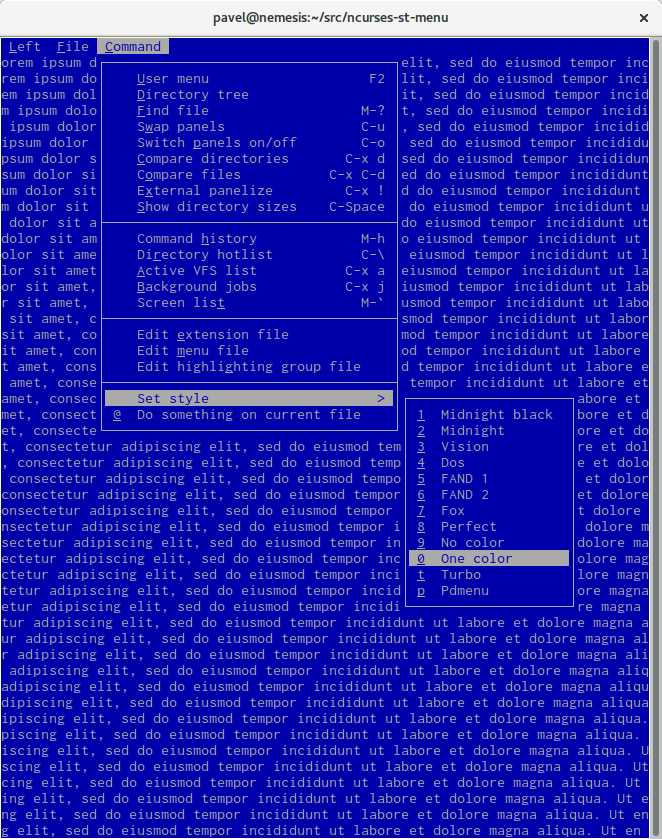 pavel@nemesis:~/src/ncurses-st-menu ×
Left File Command
orem ipsum d elit, sed do eiusmod tempor inc
rem ipsum do User menu F2 lit, sed do eiusmod tempor inci
em ipsum dol Directory tree it, sed do eiusmod tempor incid
m ipsum dolo Find file M-? t, sed do eiusmod tempor incidi
ipsum dolor Swap panels C-u , sed do eiusmod tempor incidid
ipsum dolor Switch panels on/off C-o sed do eiusmod tempor incididu
psum dolor s Compare directories C-x d sed do eiusmod tempor incididun
sum dolor si Compare files C-x C-d ed do eiusmod tempor incididunt
um dolor sit External panelize C-x ! d do eiusmod tempor incididunt
m dolor sit Show directory sizes C-Space do eiusmod tempor incididunt u
dolor sit a do eiusmod tempor incididunt ut
dolor sit am Command history M-h o eiusmod tempor incididunt ut
olor sit ame Directory hotlist C-\ eiusmod tempor incididunt ut l
lor sit amet Active VFS list C-x a eiusmod tempor incididunt ut la
or sit amet, Background jobs C-x j iusmod tempor incididunt ut lab
r sit amet, Screen list M-` usmod tempor incididunt ut labo
sit amet, c smod tempor incididunt ut labor
sit amet, co Edit extension file mod tempor incididunt ut labore
it amet, con Edit menu file od tempor incididunt ut labore
t amet, cons Edit highlighting group file d tempor incididunt ut labore e
amet, conse tempor incididunt ut labore et
amet, consec Set style > abore et
met, consect @ Do something on current file 1 Midnight black bore et d
et, consecte 2 Midnight ore et do
t, consectetur adipiscing elit, sed do eiusmod tem 3 Vision re et dol
, consectetur adipiscing elit, sed do eiusmod temp 4 Dos e et dolo
consectetur adipiscing elit, sed do eiusmod tempo 5 FAND 1 et dolor
consectetur adipiscing elit, sed do eiusmod tempor 6 FAND 2 et dolore
onsectetur adipiscing elit, sed do eiusmod tempor 7 Fox t dolore
nsectetur adipiscing elit, sed do eiusmod tempor i 8 Perfect dolore m
sectetur adipiscing elit, sed do eiusmod tempor in 9 No color dolore ma
ectetur adipiscing elit, sed do eiusmod tempor inc 0 One color olore mag
ctetur adipiscing elit, sed do eiusmod tempor inci t Turbo lore magn
tetur adipiscing elit, sed do eiusmod tempor incid p Pdmenu ore magna
etur adipiscing elit, sed do eiusmod tempor incidi re magna
tur adipiscing elit, sed do eiusmod tempor incididunt ut labore et dolore magna a
ur adipiscing elit, sed do eiusmod tempor incididunt ut labore et dolore magna al
r adipiscing elit, sed do eiusmod tempor incididunt ut labore et dolore magna ali
adipiscing elit, sed do eiusmod tempor incididunt ut labore et dolore magna aliq
adipiscing elit, sed do eiusmod tempor incididunt ut labore et dolore magna aliqu
dipiscing elit, sed do eiusmod tempor incididunt ut labore et dolore magna aliqua
ipiscing elit, sed do eiusmod tempor incididunt ut labore et dolore magna aliqua.
piscing elit, sed do eiusmod tempor incididunt ut labore et dolore magna aliqua.
iscing elit, sed do eiusmod tempor incididunt ut labore et dolore magna aliqua. U
scing elit, sed do eiusmod tempor incididunt ut labore et dolore magna aliqua. Ut
cing elit, sed do eiusmod tempor incididunt ut labore et dolore magna aliqua. Ut
ing elit, sed do eiusmod tempor incididunt ut labore et dolore magna aliqua. Ut e
ng elit, sed do eiusmod tempor incididunt ut labore et dolore magna aliqua. Ut en
g elit, sed do eiusmod tempor incididunt ut labore et dolore magna aliqua. Ut en